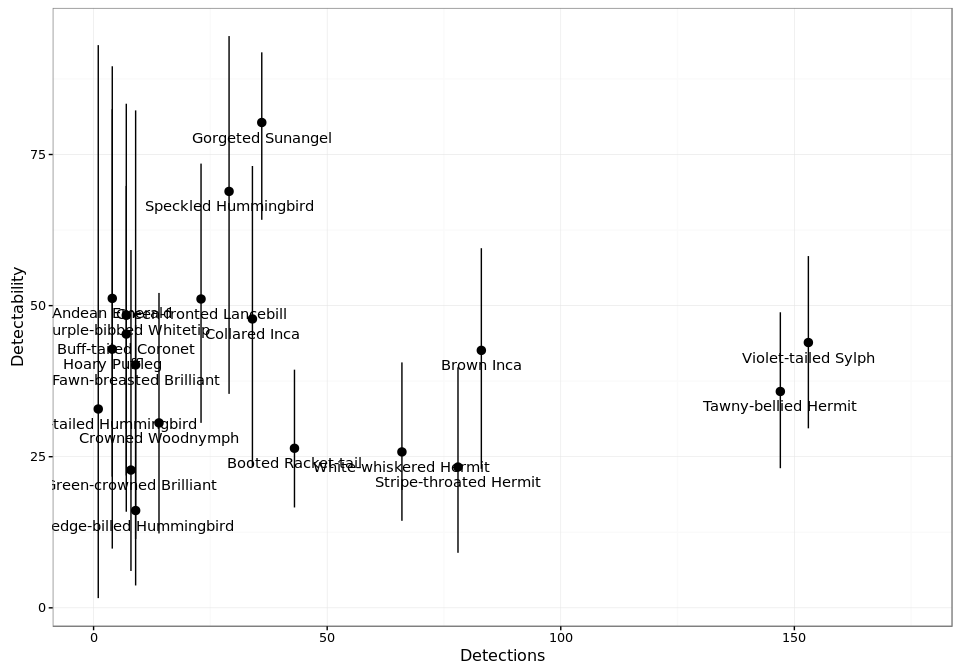 Gorgeted Sunangel
75
Speckled Hummingbird
50
Andean Emerald
Green-fronted Lancebill
urple-bibbed Whitetip
Collared Inca
Buff-tailed Coronet
Violet-tailed Sylph
Hoary Puffleg
Brown Inca
Fawn-breasted Brilliant
Tawny-bellied Hermit
-tailed Hummingbird
Crowned Woodnymph
25
Booted Racket-tail
White-whiskered Hermit
Stripe-throated Hermit
Green-crowned Brilliant
edge-billed Hummingbird
0
0 50 100 150
Detections
Detectability